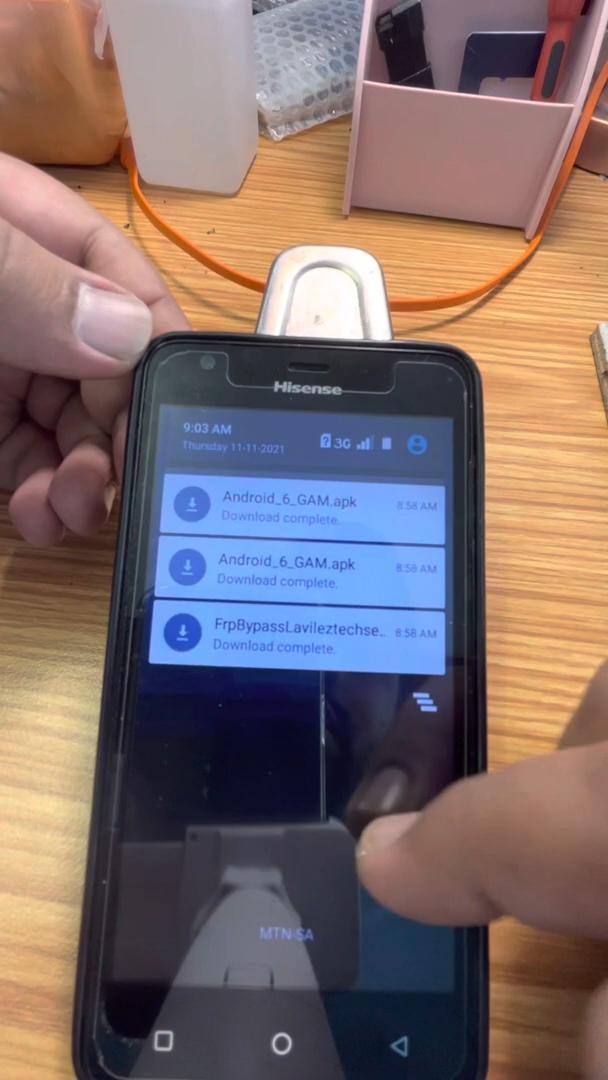 Hisense
9:03 AM
3G
Thursday 11-11-2021
Android_6_GAM.apk
8:58 AM
Download complete.
Android_6_GAM.apk
8:58 AM
Download complete.
FrpBypassLavileztechse…
8:58 AM
Download complete.
MTN-SA